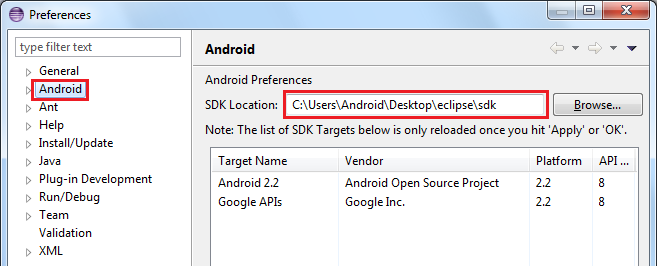 Preferences
type filter text
General
Android
Ant
Help
Install/Update
Java
Plug-in Development
Run/Debug
Team
Validation
XML
Android
Android Preferences
SDK Location: C:\Users\Android\Desktop\eclipse\sdk Browse...
Note: The list of SDK Targets below is only reloaded once you hit 'Apply' or 'OK'.
Target Name Vendor Platform API ...
Android 2.2 Android Open Source Project 2.2 8
Google APIs Google Inc. 2.2 8